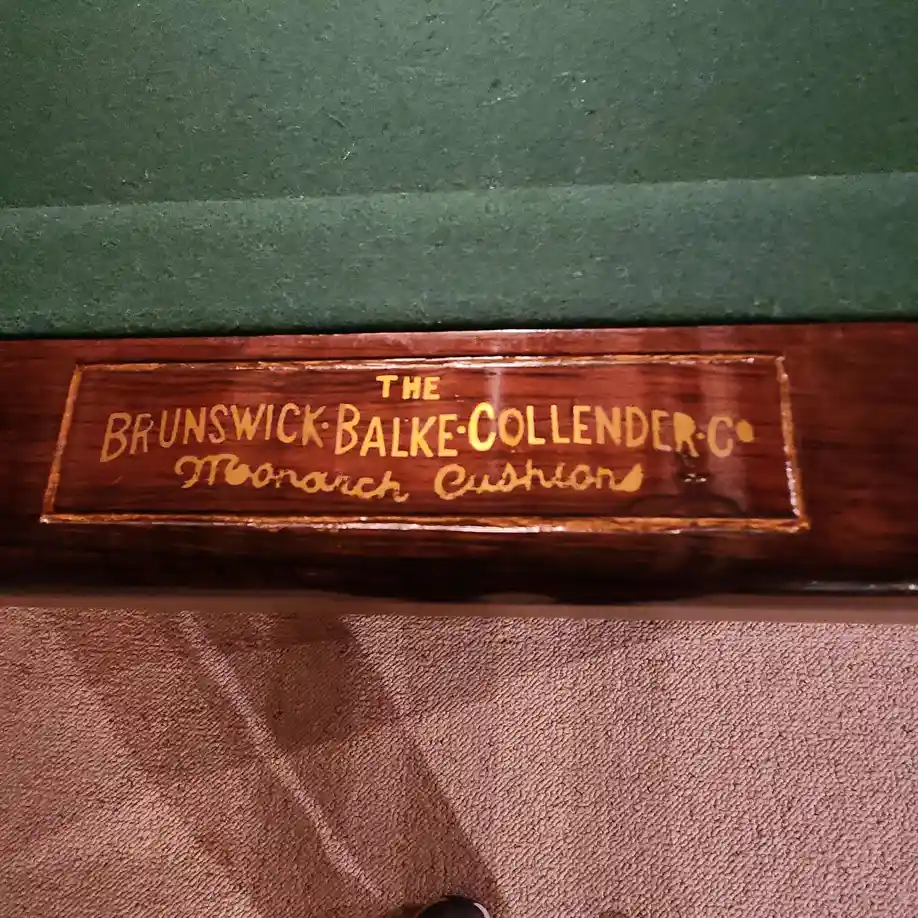 THE
BRUNSWICK·BALKE·COLLENDER·Co
Monarch Cushions